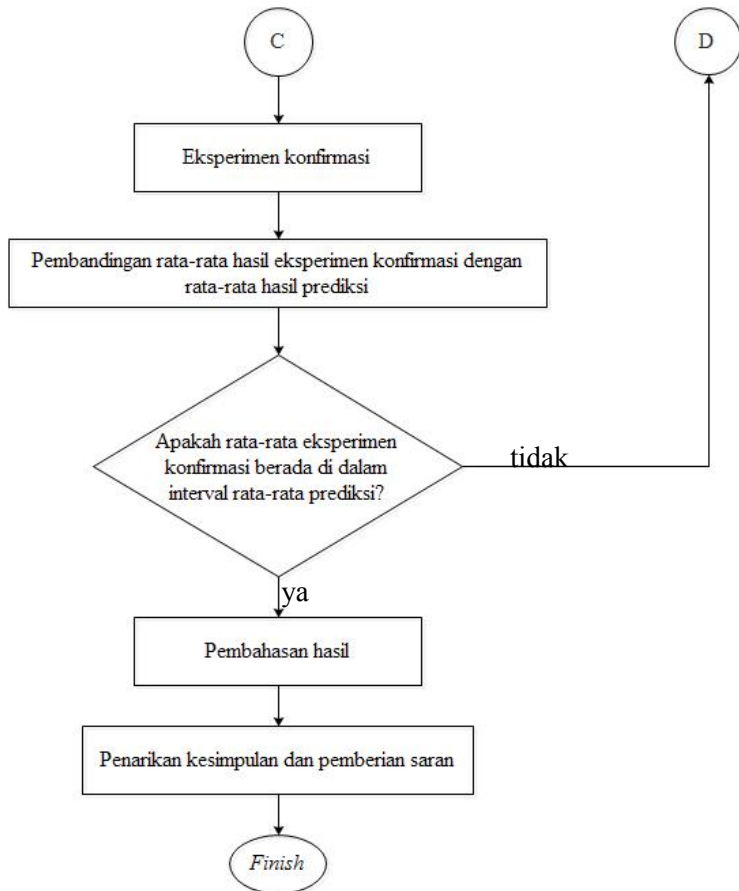 C
D
Eksperimen konfirmasi
Pembandingan rata-rata hasil eksperimen konfirmasi dengan
rata-rata hasil prediksi
Apakah rata-rata eksperimen
konfirmasi berada di dalam
interval rata-rata prediksi?
tidak
ya
Pembahasan hasil
Penarikan kesimpulan dan pemberian saran
Finish